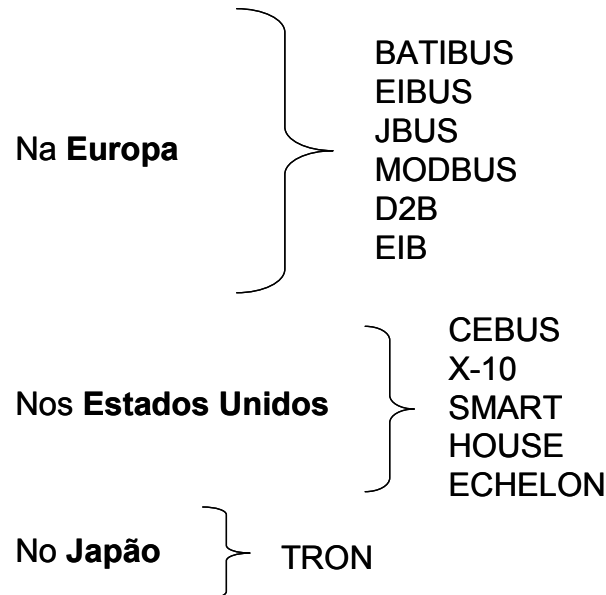 Na Europa
BATIBUS
EIBUS
JBUS
MODBUS
D2B
EIB
Nos Estados Unidos
CEBUS
X-10
SMART
HOUSE
ECHELON
No Japão
TRON